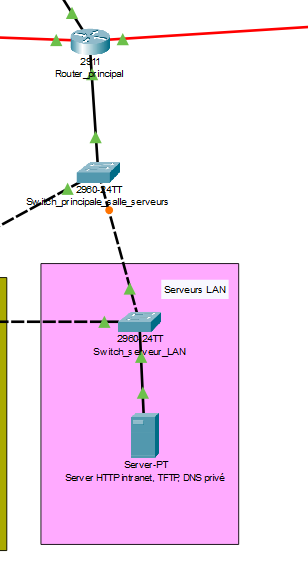 2911
Router_principal
2960-24TT
Switch_principale_salle_serveurs
Serveurs LAN
2960-24TT
Switch_serveur_LAN
Server-PT
Server HTTP intranet, TFTP, DNS privé